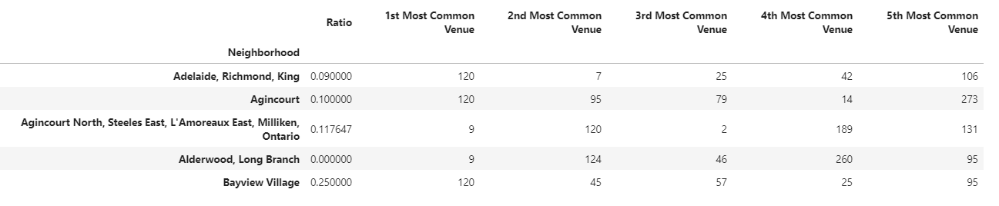 Ratio 1st Most Common Venue 2nd Most Common Venue 3rd Most Common Venue 4th Most Common Venue 5th Most Common Venue
Neighborhood
Adelaide, Richmond, King 0.090000 120 7 25 42 106
Agincourt 0.100000 120 95 79 14 273
Agincourt North, Steeles East, L'Amoreaux East, Milliken, Ontario 0.117647 9 120 2 189 131
Alderwood, Long Branch 0.000000 9 124 46 260 95
Bayview Village 0.250000 120 45 57 25 95